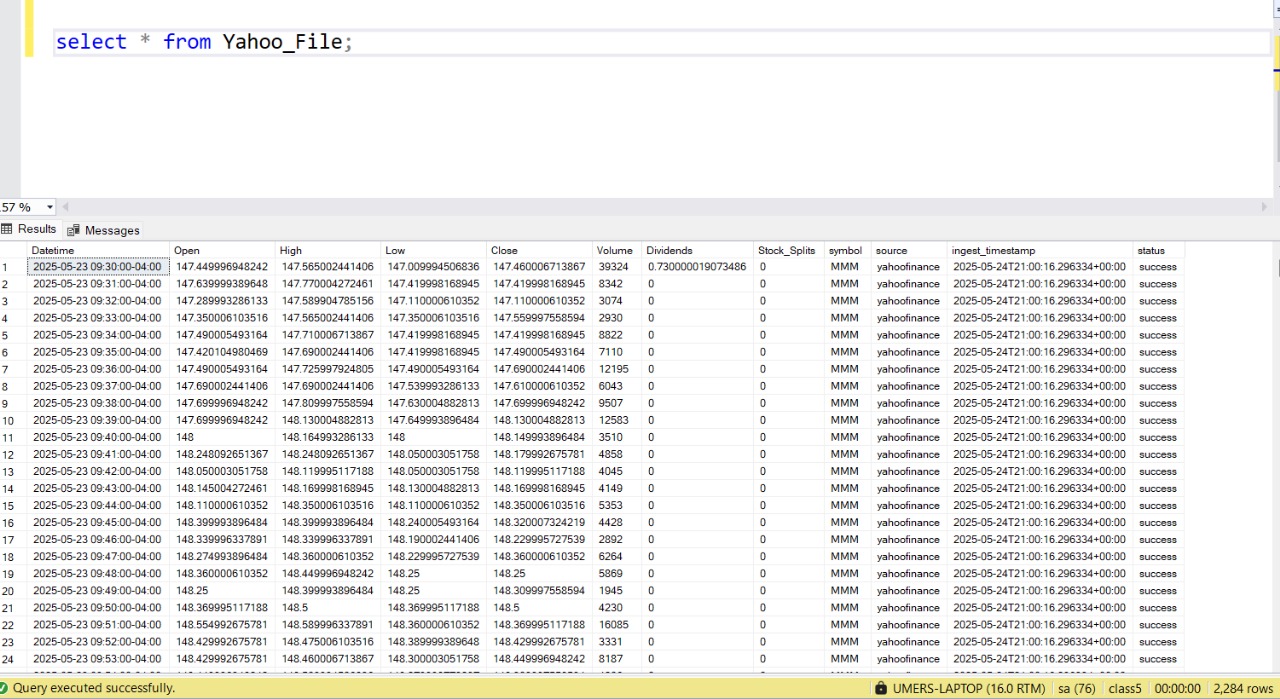 select * from Yahoo_File;
57 %
Results Messages
Datetime Open High Low Close Volume Dividends Stock_Splits symbol source ingest_timestamp status
1 2025-05-23 09:30:00-04:00 147.449996948242 147.565002441406 147.009994506836 147.460006713867 39324 0.730000019073486 0 MMM yahoofinance 2025-05-24T21:00:16.296334+00:00 success
2 2025-05-23 09:31:00-04:00 147.639999389648 147.770004272461 147.419998168945 147.419998168945 8342 0 0 MMM yahoofinance 2025-05-24T21:00:16.296334+00:00 success
3 2025-05-23 09:32:00-04:00 147.289993286133 147.589904785156 147.110000610352 147.110000610352 3074 0 0 MMM yahoofinance 2025-05-24T21:00:16.296334+00:00 success
4 2025-05-23 09:33:00-04:00 147.350006103516 147.565002441406 147.350006103516 147.559997558594 2930 0 0 MMM yahoofinance 2025-05-24T21:00:16.296334+00:00 success
5 2025-05-23 09:34:00-04:00 147.490005493164 147.710006713867 147.419998168945 147.419998168945 8822 0 0 MMM yahoofinance 2025-05-24T21:00:16.296334+00:00 success
6 2025-05-23 09:35:00-04:00 147.420104980469 147.690002441406 147.419998168945 147.490005493164 7110 0 0 MMM yahoofinance 2025-05-24T21:00:16.296334+00:00 success
7 2025-05-23 09:36:00-04:00 147.490005493164 147.725997924805 147.490005493164 147.690002441406 12195 0 0 MMM yahoofinance 2025-05-24T21:00:16.296334+00:00 success
8 2025-05-23 09:37:00-04:00 147.690002441406 147.690002441406 147.539993286133 147.610000610352 6043 0 0 MMM yahoofinance 2025-05-24T21:00:16.296334+00:00 success
9 2025-05-23 09:38:00-04:00 147.699996948242 147.809997558594 147.630004882813 147.699996948242 9507 0 0 MMM yahoofinance 2025-05-24T21:00:16.296334+00:00 success
10 2025-05-23 09:39:00-04:00 147.699996948242 148.130004882813 147.649993896484 148.130004882813 12583 0 0 MMM yahoofinance 2025-05-24T21:00:16.296334+00:00 success
11 2025-05-23 09:40:00-04:00 148 148.164993286133 148 148.149993896484 3510 0 0 MMM yahoofinance 2025-05-24T21:00:16.296334+00:00 success
12 2025-05-23 09:41:00-04:00 148.248092651367 148.248092651367 148.050003051758 148.179992675781 4858 0 0 MMM yahoofinance 2025-05-24T21:00:16.296334+00:00 success
13 2025-05-23 09:42:00-04:00 148.050003051758 148.119995117188 148.050003051758 148.119995117188 4045 0 0 MMM yahoofinance 2025-05-24T21:00:16.296334+00:00 success
14 2025-05-23 09:43:00-04:00 148.145004272461 148.169998168945 148.130004882813 148.169998168945 4149 0 0 MMM yahoofinance 2025-05-24T21:00:16.296334+00:00 success
15 2025-05-23 09:44:00-04:00 148.110000610352 148.350006103516 148.110000610352 148.350006103516 5353 0 0 MMM yahoofinance 2025-05-24T21:00:16.296334+00:00 success
16 2025-05-23 09:45:00-04:00 148.399993896484 148.399993896484 148.240005493164 148.320007324219 4428 0 0 MMM yahoofinance 2025-05-24T21:00:16.296334+00:00 success
17 2025-05-23 09:46:00-04:00 148.339996337891 148.339996337891 148.190002441406 148.229995727539 2892 0 0 MMM yahoofinance 2025-05-24T21:00:16.296334+00:00 success
18 2025-05-23 09:47:00-04:00 148.274993896484 148.360000610352 148.229995727539 148.360000610352 6264 0 0 MMM yahoofinance 2025-05-24T21:00:16.296334+00:00 success
19 2025-05-23 09:48:00-04:00 148.360000610352 148.449996948242 148.25 148.25 5869 0 0 MMM yahoofinance 2025-05-24T21:00:16.296334+00:00 success
20 2025-05-23 09:49:00-04:00 148.25 148.399993896484 148.25 148.309997558594 1945 0 0 MMM yahoofinance 2025-05-24T21:00:16.296334+00:00 success
21 2025-05-23 09:50:00-04:00 148.369995117188 148.5 148.369995117188 148.5 4230 0 0 MMM yahoofinance 2025-05-24T21:00:16.296334+00:00 success
22 2025-05-23 09:51:00-04:00 148.554992675781 148.589996337891 148.360000610352 148.369995117188 16085 0 0 MMM yahoofinance 2025-05-24T21:00:16.296334+00:00 success
23 2025-05-23 09:52:00-04:00 148.429992675781 148.475006103516 148.389999389648 148.429992675781 3331 0 0 MMM yahoofinance 2025-05-24T21:00:16.296334+00:00 success
24 2025-05-23 09:53:00-04:00 148.429992675781 148.460006713867 148.300003051758 148.449996948242 8187 0 0 MMM yahoofinance 2025-05-24T21:00:16.296334+00:00 success
Query executed successfully. UMERS-LAPTOP (16.0 RTM) sa (76) class5 00:00:00 2,284 rows